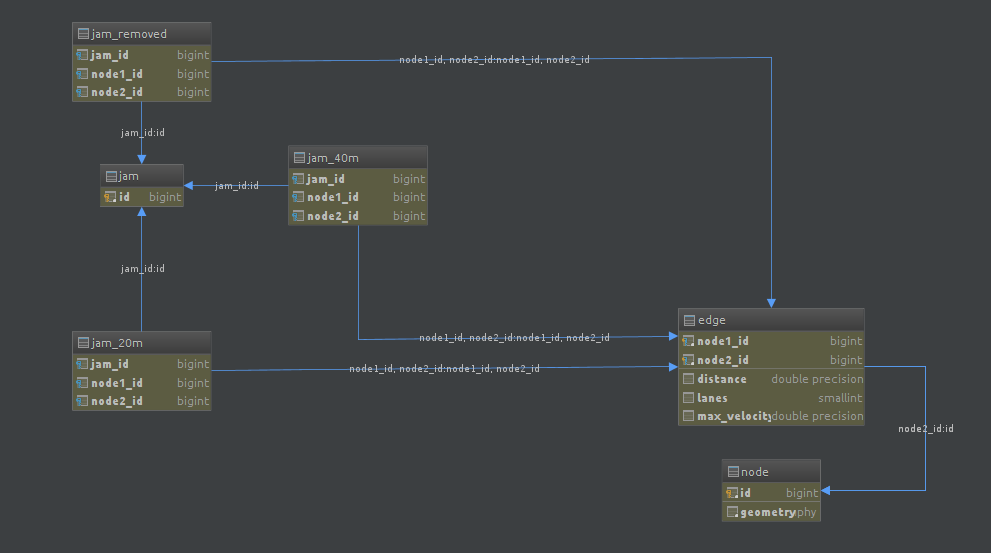 jam_removed
jam_id bigint
node1_id bigint
node2_id bigint
node1_id, node2_id:node1_id, node2_id
jam_id:id
jam
id bigint
jam_40m
jam_id bigint
node1_id bigint
node2_id bigint
jam_id:id
jam_id:id
jam_20m
jam_id bigint
node1_id bigint
node2_id bigint
node1_id, node2_id:node1_id, node2_id
node1_id, node2_id:node1_id, node2_id
edge
node1_id bigint
node2_id bigint
distance double precision
lanes smallint
max_velocity double precision
node2_id:id
node
id bigint
geometry phy